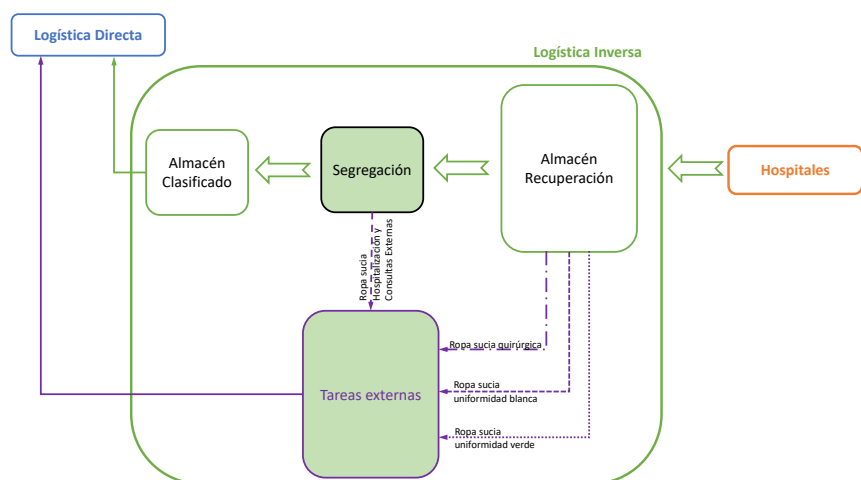 Logística Directa
Logística Inversa
Almacén
Clasificado
Segregación
Almacén
Recuperación
Hospitales
Ropa sucia
Hospitalización y
Consultas Externas
Ropa sucia quirúrgica
Tareas externas
Ropa sucia
uniformidad blanca
Ropa sucia
uniformidad verde